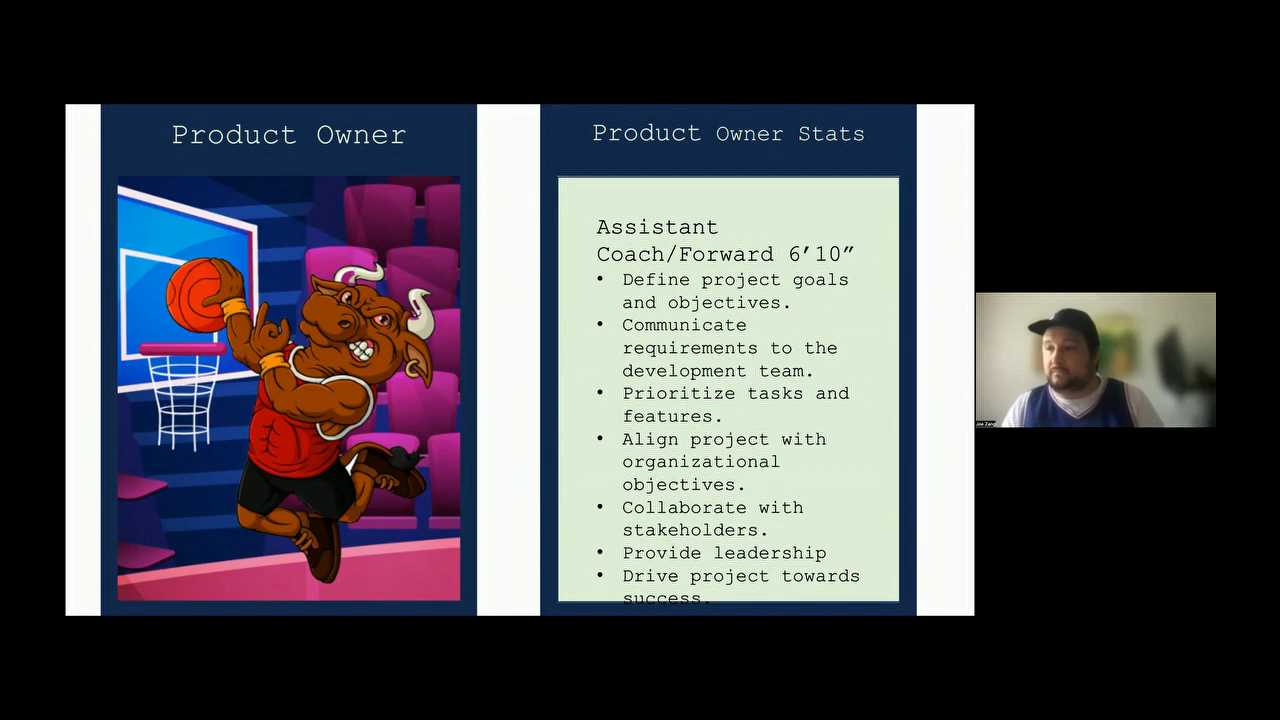 Product Owner
Product Owner Stats
Assistant
Coach/Forward 6’10”
• Define project goals
and objectives.
• Communicate
requirements to the
development team.
• Prioritize tasks and
features.
• Align project with
organizational
objectives.
• Collaborate with
stakeholders.
• Provide leadership
• Drive project towards
success.
Joe Zang